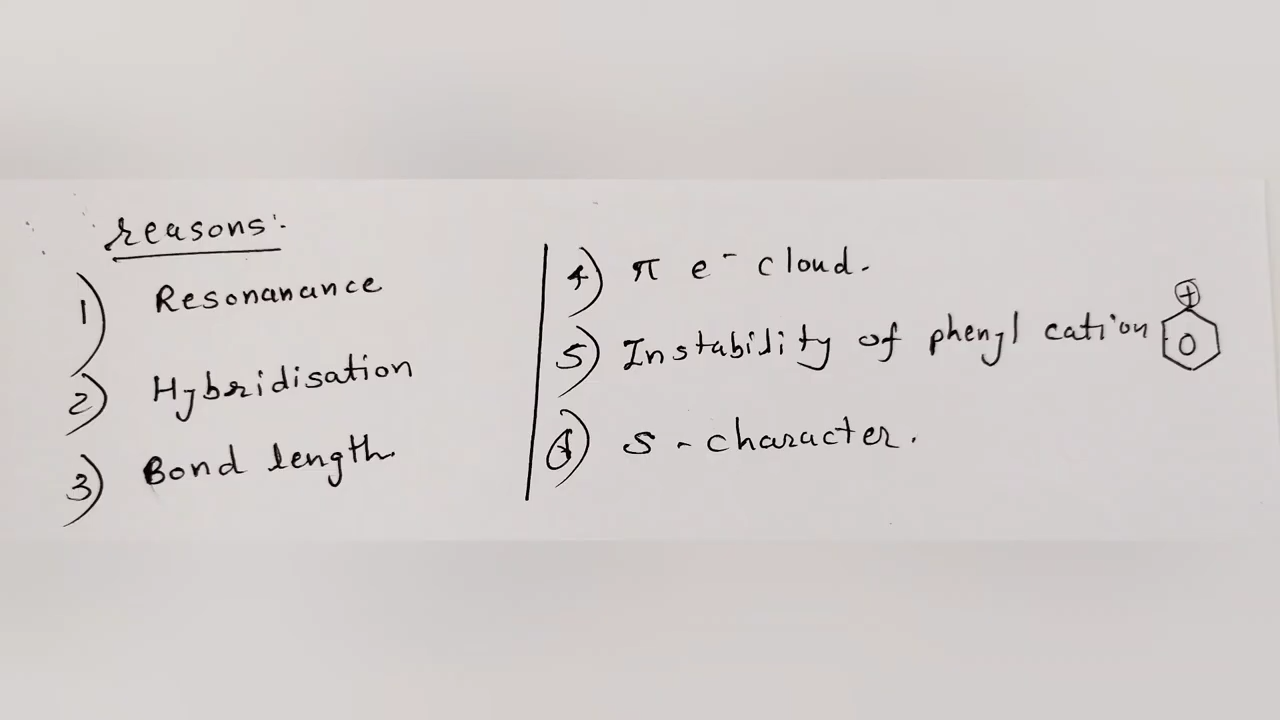 reasons:
1) Resonanance
2) Hybridisation
3) Bond length.
4) π e⁻ cloud.
5) Instability of phenyl cation +
6) s - character.